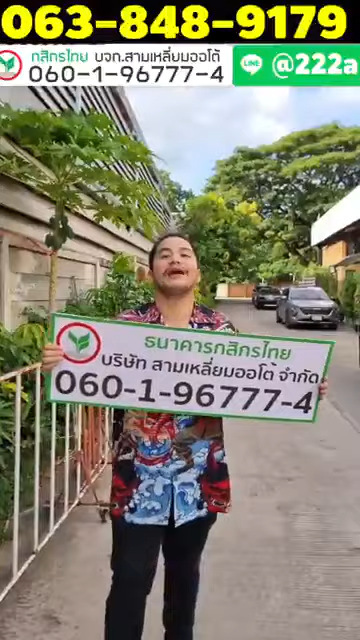 063-848-9179
กสิกรไทย บจก.สามเหลี่ยมออโต้
060-1-96777-4
LINE @222a
ธนาคารกสิกรไทย
บริษัท สามเหลี่ยมออโต้ จำกัด
060-1-96777-4